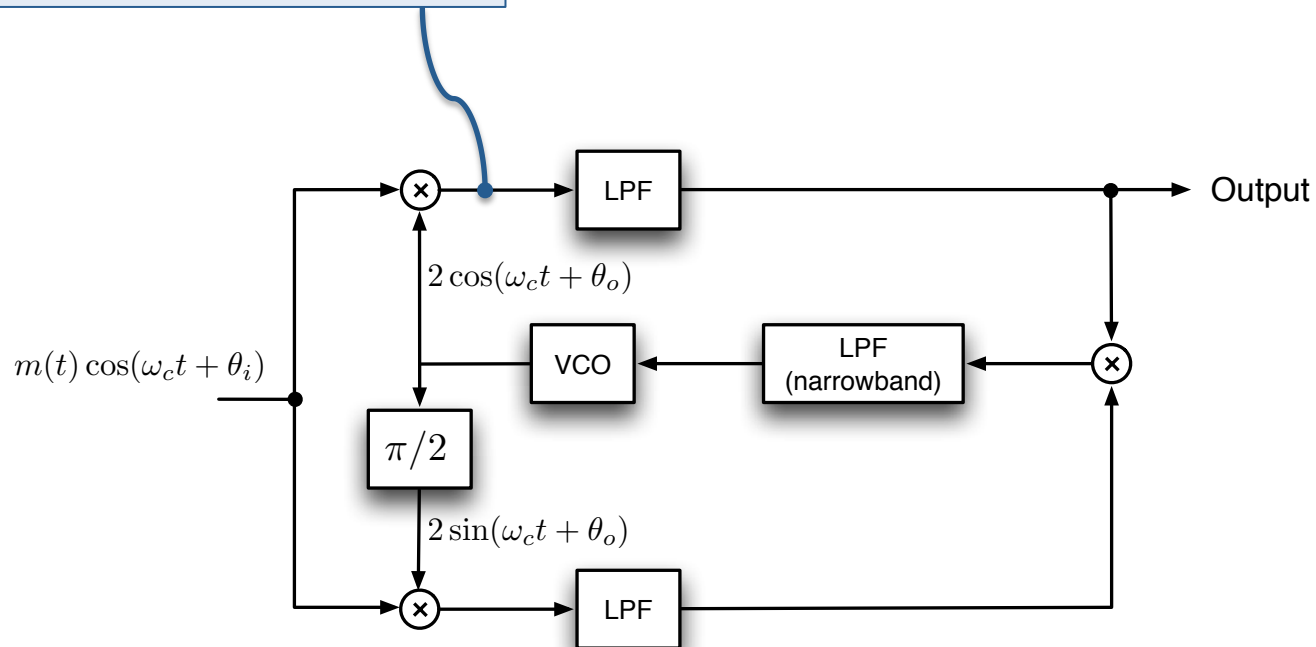 LPF
Output
2 cos(ω_c t + θ_o)
m(t) cos(ω_c t + θ_i)
VCO
LPF
(narrowband)
π/2
2 sin(ω_c t + θ_o)
LPF